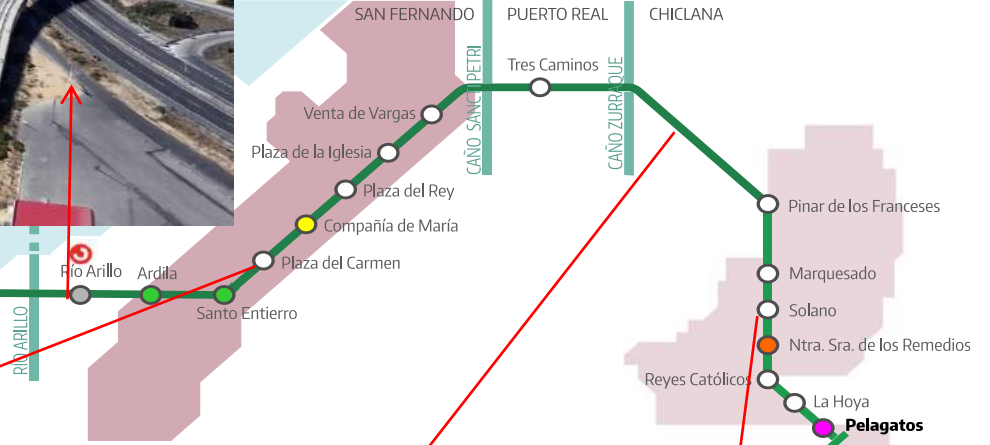 SAN FERNANDO
PUERTO REAL
CHICLANA
CAÑO SANCTI PETRI
CAÑO ZURRAQUE
Tres Caminos
Venta de Vargas
Plaza de la Iglesia
Plaza del Rey
Compañía de María
Plaza del Carmen
Río Arillo
Ardila
Santo Entierro
RÍO ARILLO
Pinar de los Franceses
Marquesado
Solano
Ntra. Sra. de los Remedios
Reyes Católicos
La Hoya
Pelagatos